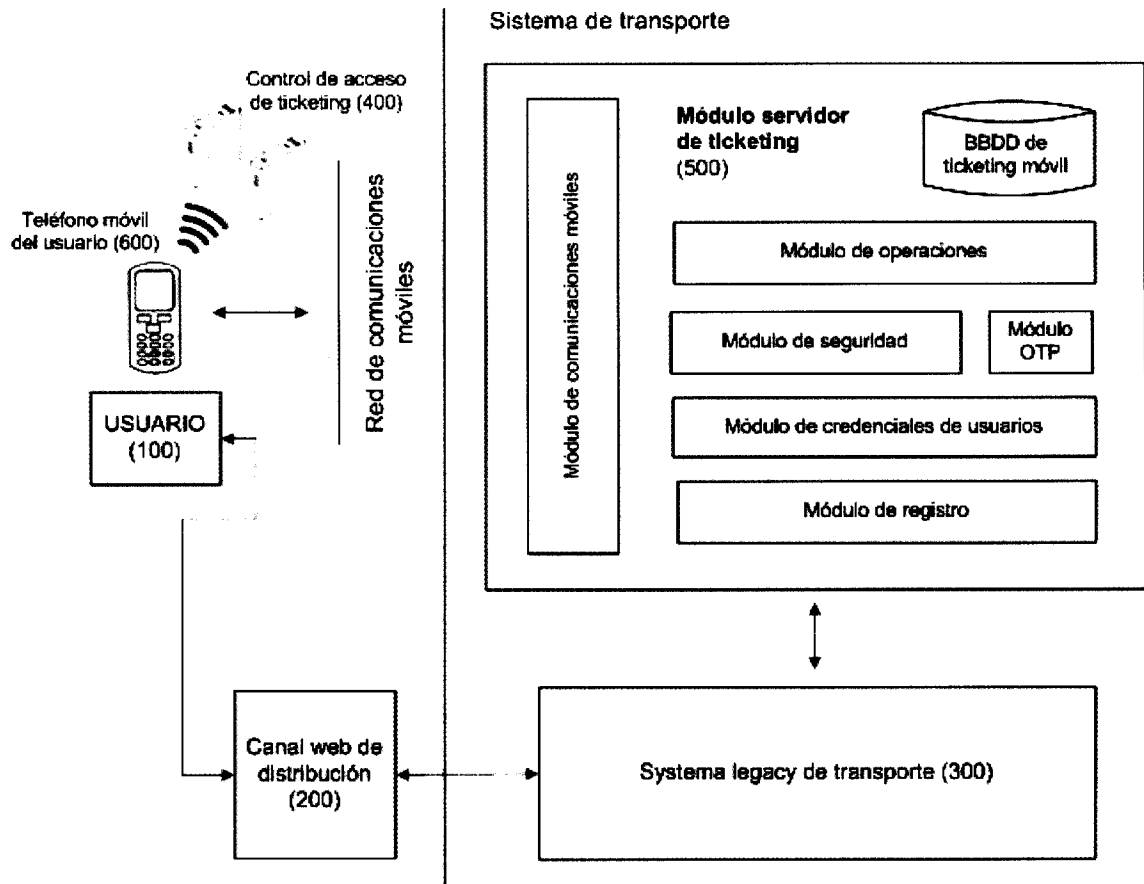 Sistema de transporte
Control de acceso
de ticketing (400)
Teléfono móvil
del usuario (600)
Red de comunicaciones
móviles
USUARIO
(100)
Módulo de comunicaciones móviles
Módulo servidor
de ticketing
(500)
BBDD de
ticketing móvil
Módulo de operaciones
Módulo de seguridad
Módulo
OTP
Módulo de credenciales de usuarios
Módulo de registro
Canal web de
distribución
(200)
Systema legacy de transporte (300)